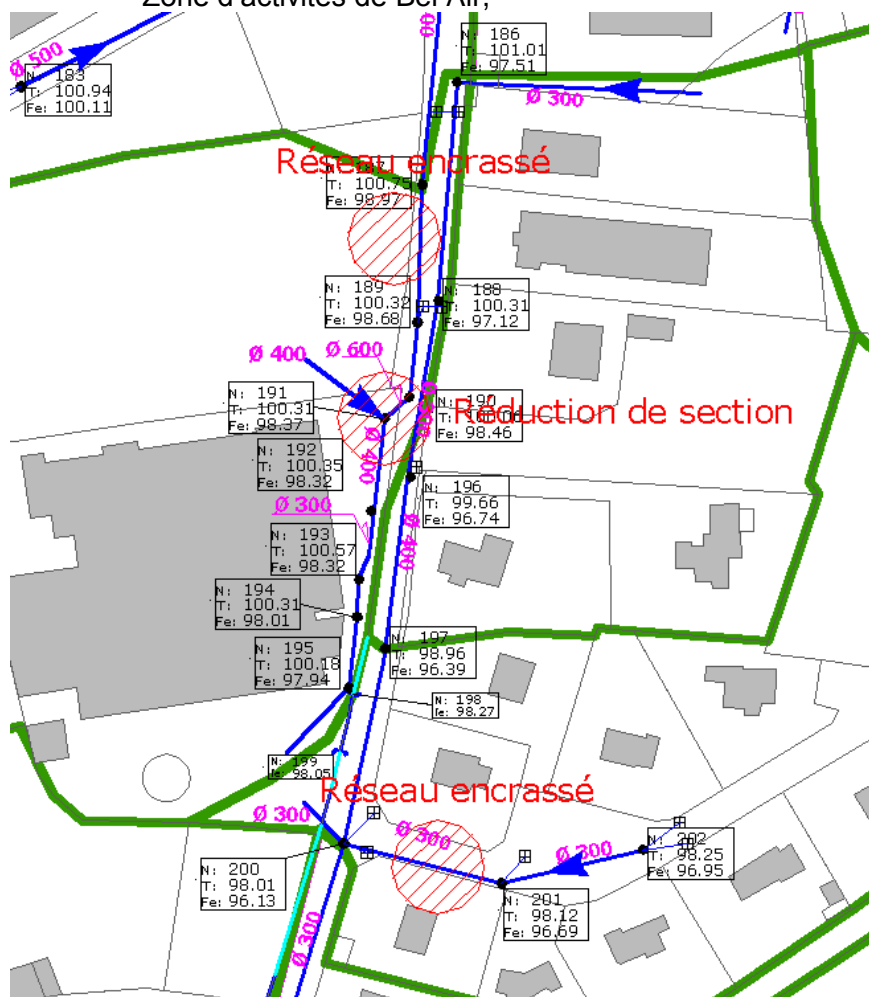 Zone d'activités de Bel Air,
Ø 500
N: 183
T: 100.94
Fe: 100.11
00
N: 186
T: 101.01
Fe: 97.51
Ø 300
Réseau encrassé
N: 187
T: 100.75
Fe: 98.97
N: 189
T: 100.32
Fe: 98.68
N: 188
T: 100.31
Fe: 97.12
Ø 400
Ø 600
N: 191
T: 100.31
Fe: 98.37
N: 190
Fe: 98.46
Réduction de section
N: 192
T: 100.35
Fe: 98.32
Ø 400
Ø 300
N: 196
T: 99.66
Fe: 96.74
N: 193
T: 100.57
Fe: 98.32
Ø 400
N: 194
T: 100.31
Fe: 98.01
N: 195
T: 100.18
Fe: 97.94
N: 197
T: 98.96
Fe: 96.39
N: 198
fe: 98.27
N: 199
fe: 98.05
Réseau encrassé
Ø 300
Ø 300
Ø 300
N: 202
T: 98.25
Fe: 96.95
N: 200
T: 98.01
Fe: 96.13
N: 201
T: 98.12
Fe: 96.69
Ø 300